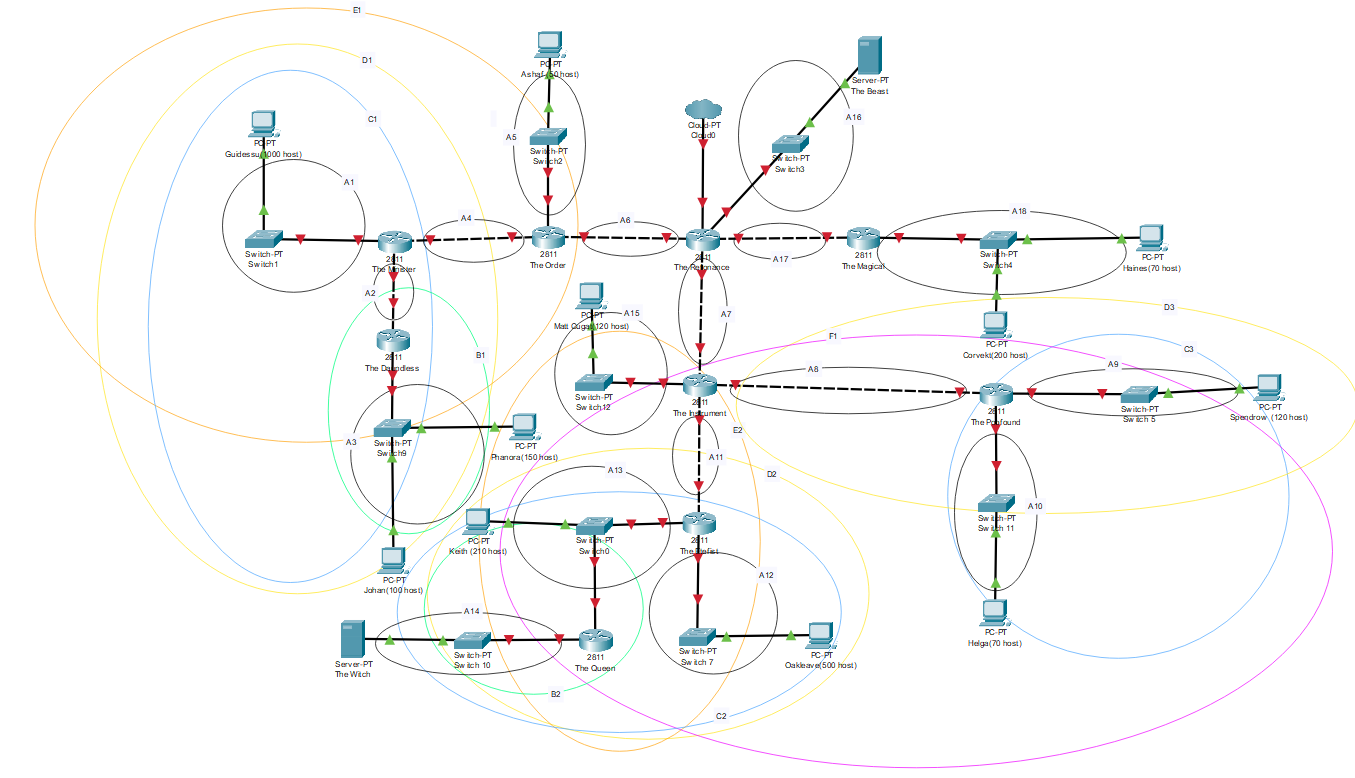 E1
D1
C1
PC-PT
Ashaf (50 host)
Server-PT
The Beast
Cloud-PT
Cloud0
A16
A5
Switch-PT
Switch2
Switch-PT
Switch3
PC-PT
Guidessu(1000 host)
A1
A4
A6
A17
A18
Switch-PT
Switch1
2811
The Minister
2811
The Order
2811
The Rezonance
2811
The Magical
Switch-PT
Switch4
PC-PT
Haines(70 host)
A2
A7
PC-PT
Matt Cugat(120 host)
A15
PC-PT
Corvekt(200 host)
D3
F1
C3
2811
The Dauntless
B1
A8
A9
Switch-PT
Switch12
2811
The Instrument
2811
The Profound
Switch-PT
Switch 5
PC-PT
Spendrow (120 host)
E2
A3
Switch-PT
Switch9
PC-PT
Phanora(150 host)
A11
A13
D2
Switch-PT
Switch 11
A10
PC-PT
Keith (210 host)
Switch-PT
Switch0
2811
PC-PT
Johan(100 host)
A12
A14
Server-PT
The Witch
Switch-PT
Switch 10
2811
The Queen
Switch-PT
Switch 7
PC-PT
Oakleave(500 host)
PC-PT
Helga(70 host)
B2
C2